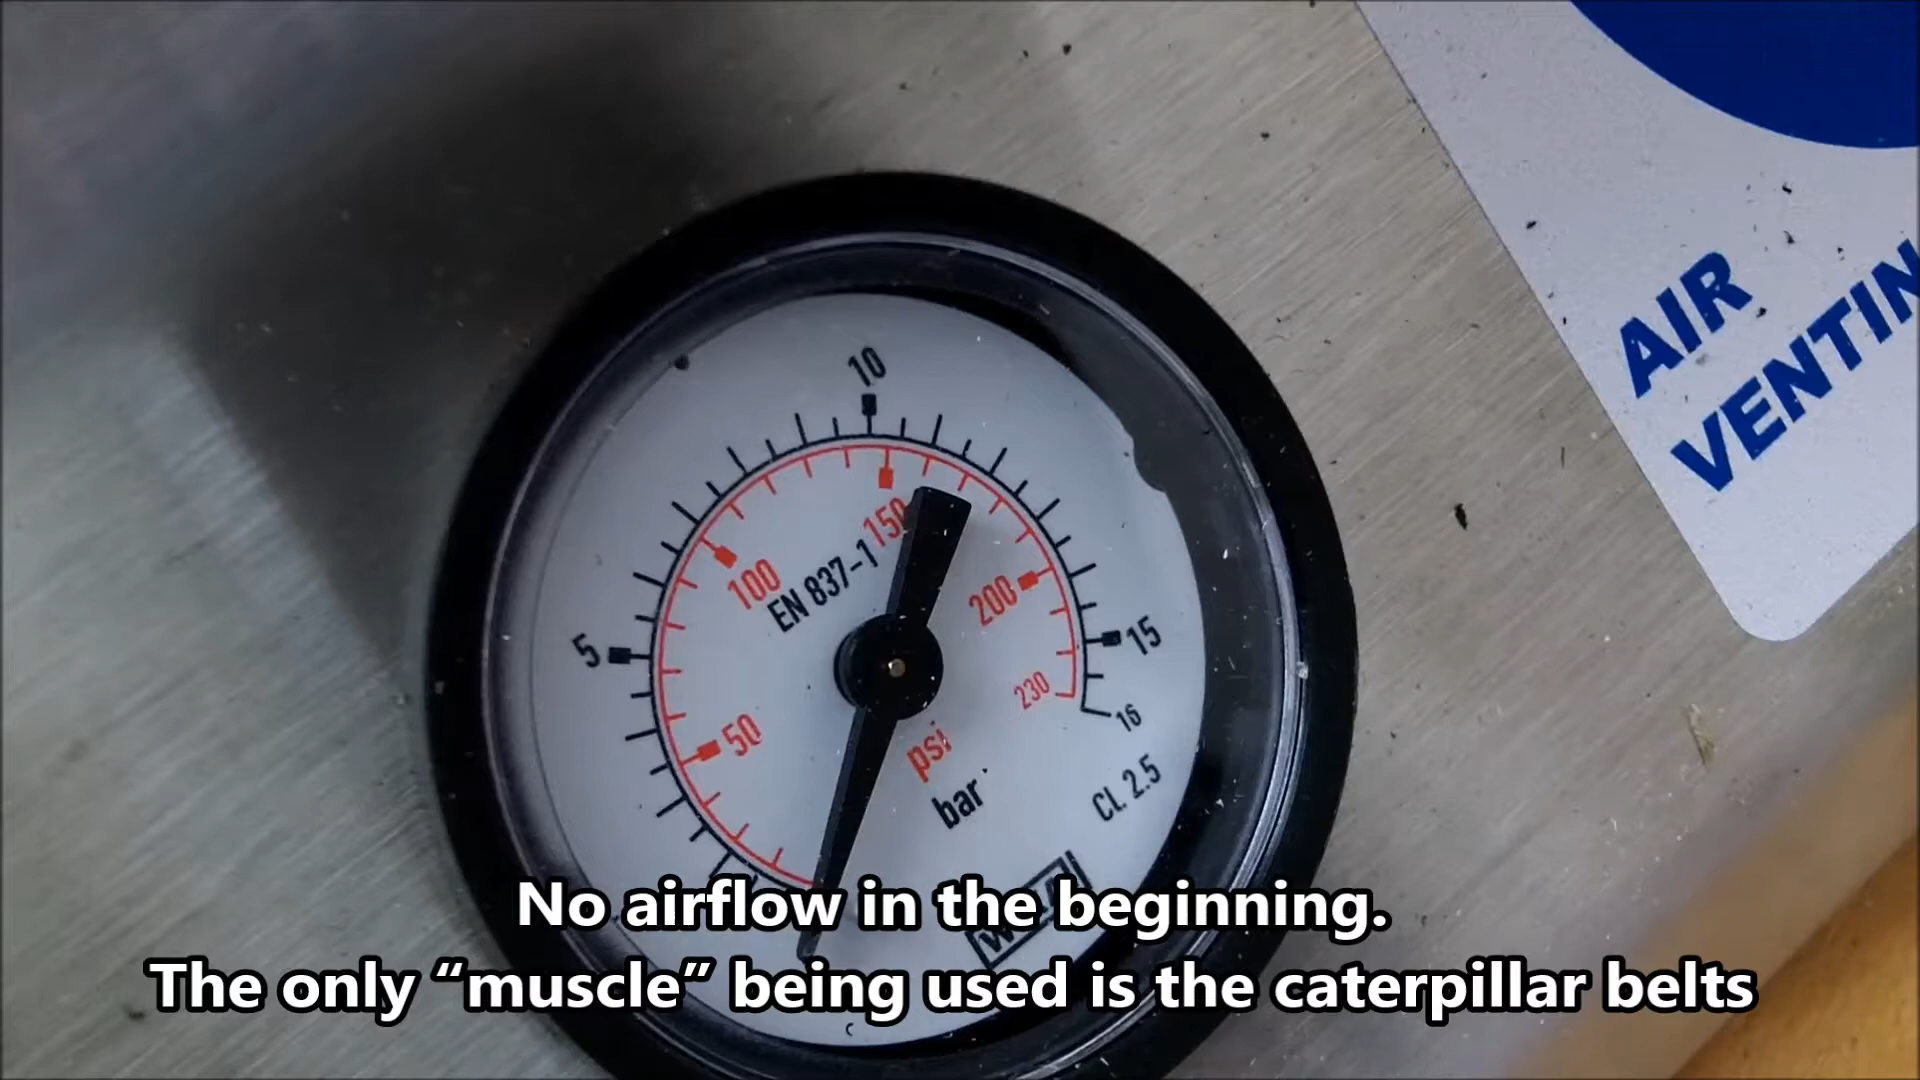 AIR
VENTIN
10
150
100
EN 837-1
200
5
15
230
16
50
psi
bar
CL 2.5
No airflow in the beginning.
The only “muscle” being used is the caterpillar belts